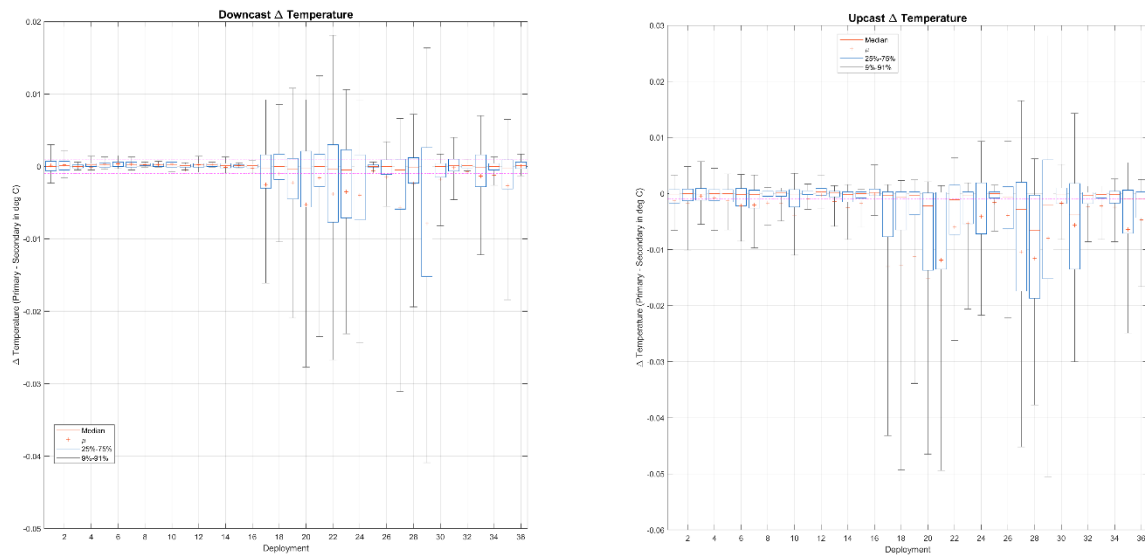 Downcast Δ Temperature
0.02
0.01
0
-0.01
-0.02
-0.03
-0.04
-0.05
Δ Temperature (Primary - Secondary in deg C)
Median
μ
25%-75%
9%-91%
2 4 6 8 10 12 14 16 18 20 22 24 26 28 30 32 34 36
Deployment
Upcast Δ Temperature
0.03
0.02
0.01
0
-0.01
-0.02
-0.03
-0.04
-0.05
-0.06
Δ Temperature (Primary - Secondary in deg C)
Median
μ
25%-75%
9%-91%
2 4 6 8 10 12 14 16 18 20 22 24 26 28 30 32 34 36
Deployment